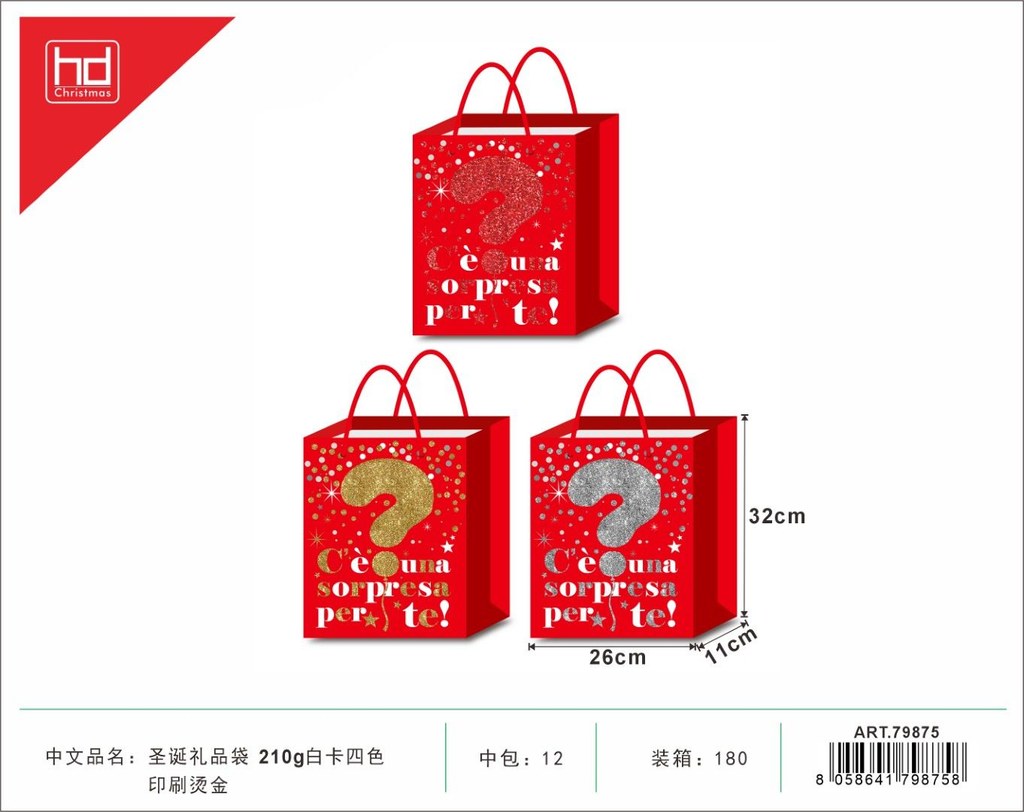 hd
Christmas
C'è una
sorpresa
per te!
C'è una
sorpresa
per te!
C'è una
sorpresa
per te!
32cm
26cm
11cm
中文品名：圣诞礼品袋 210g白卡四色
印刷烫金
中包：12
装箱：180
ART.79875
8 058641 798758